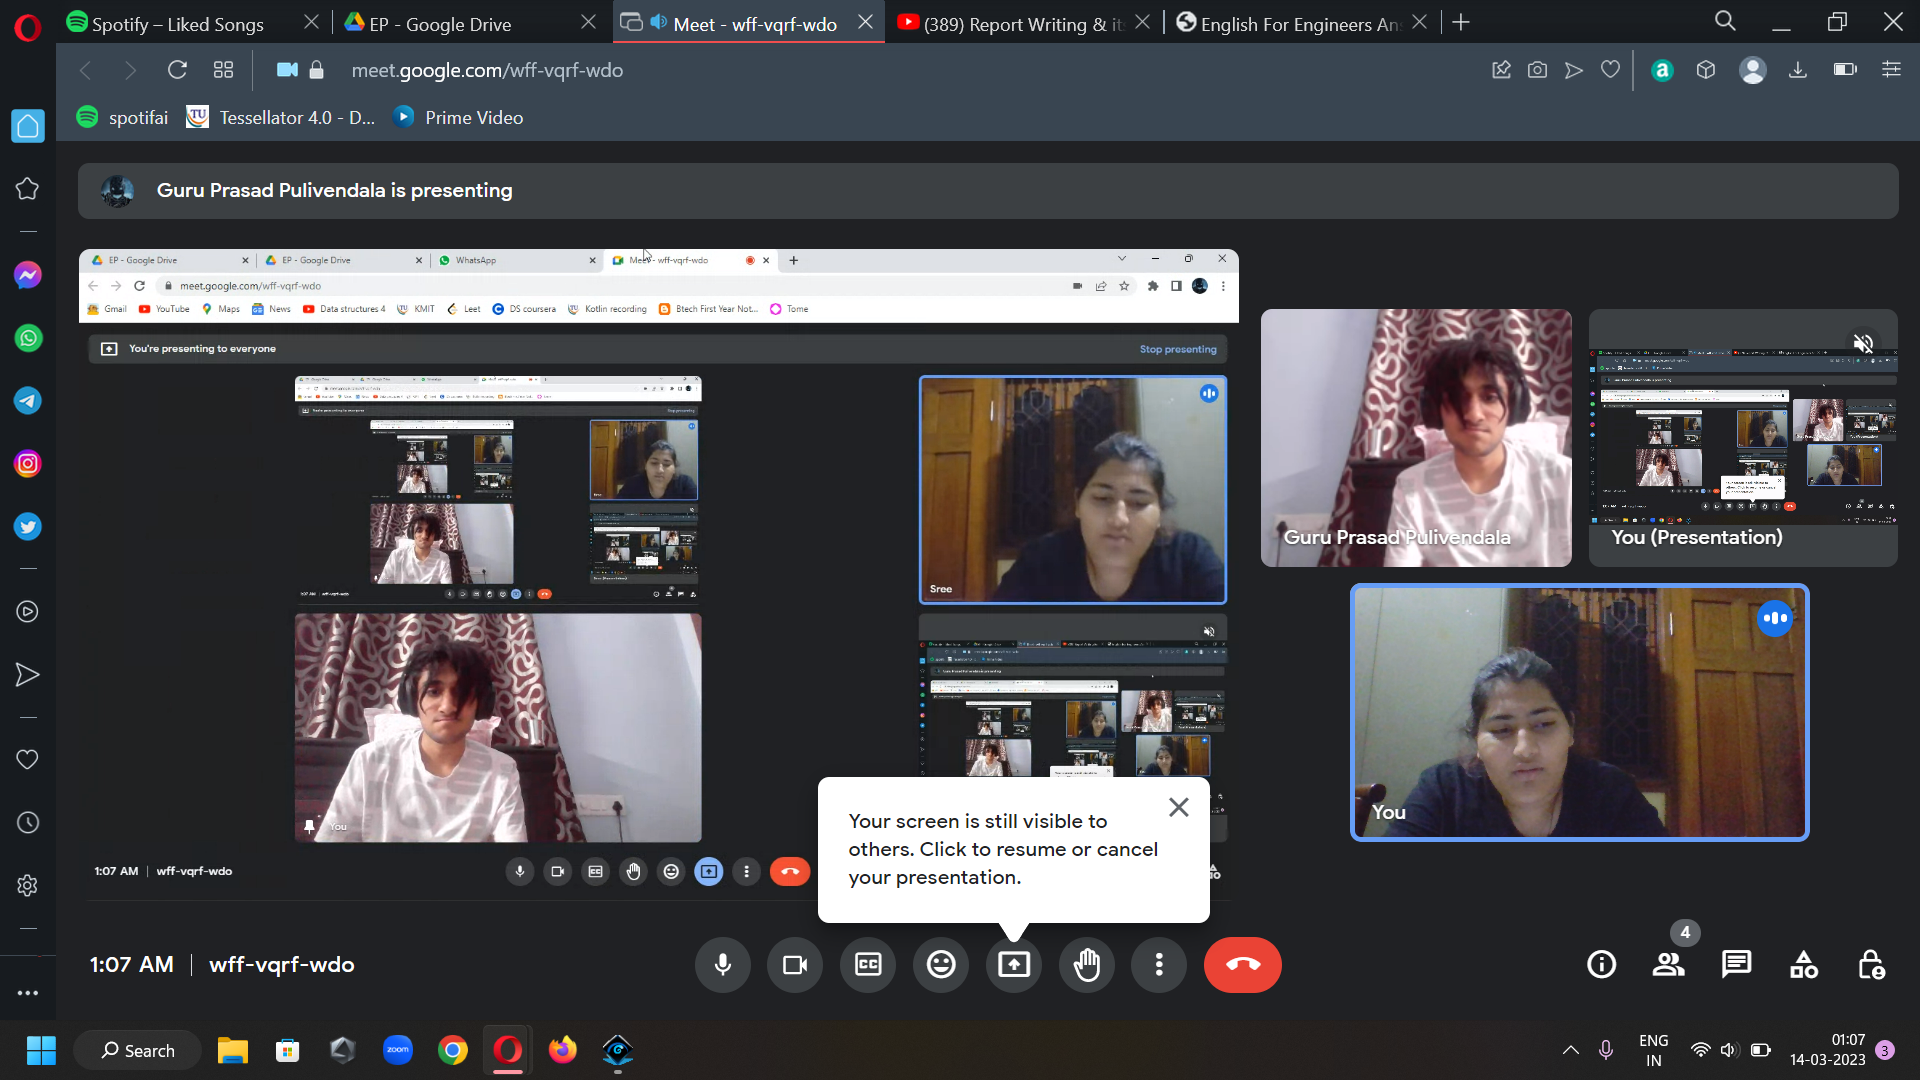 Spotify – Liked Songs
EP - Google Drive
Meet - wff-vqrf-wdo
(389) Report Writing & it
English For Engineers An
meet.google.com/wff-vqrf-wdo
spotifai
Tessellator 4.0 - D...
Prime Video
Guru Prasad Pulivendala is presenting
EP - Google Drive
EP - Google Drive
WhatsApp
Meet - wff-vqrf-wdo
meet.google.com/wff-vqrf-wdo
Gmail
YouTube
Maps
News
Data structures 4
KMIT
Leet
DS coursera
Kotlin recording
Btech First Year Not...
Tome
You're presenting to everyone
Stop presenting
Sree
You
1:07 AM | wff-vqrf-wdo
Guru Prasad Pulivendala
You (Presentation)
You
Your screen is still visible to
others. Click to resume or cancel
your presentation.
1:07 AM | wff-vqrf-wdo
4
Search
zoom
ENG
IN
01:07
14-03-2023
3